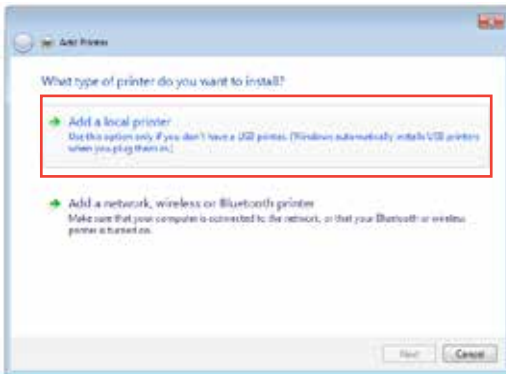 Add Printer
What type of printer do you want to install?
Add a local printer
Use this option only if you don't have a USB printer. (Windows automatically installs USB printers
when you plug them in.)
Add a network, wireless or Bluetooth printer
Make sure that your computer is connected to the network, or that your Bluetooth or wireless
printer is turned on.
Next
Cancel